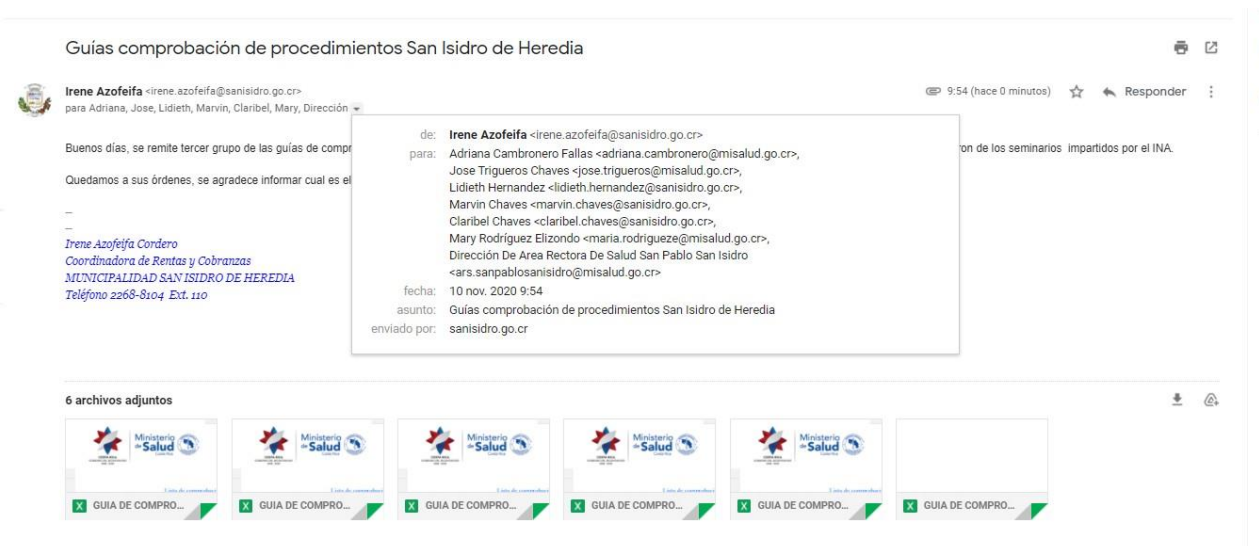 Guías comprobación de procedimientos San Isidro de Heredia
Irene Azofeifa <irene.azofeifa@sanisidro.go.cr>
9:54 (hace 0 minutos)
Responder
para Adriana, Jose, Lidieth, Marvin, Claribel, Mary, Dirección
Buenos días, se remite tercer grupo de las guías de compr
on de los seminarios impartidos por el INA.
Quedamos a sus órdenes, se agradece informar cual es el
--
--
Irene Azofeifa Cordero
Coordinadora de Rentas y Cobranzas
MUNICIPALIDAD SAN ISIDRO DE HEREDIA
Teléfono 2268-8104 Ext. 110
de: Irene Azofeifa <irene.azofeifa@sanisidro.go.cr>
para: Adriana Cambronero Fallas <adriana.cambronero@misalud.go.cr>,
Jose Trigueros Chaves <jose.trigueros@misalud.go.cr>,
Lidieth Hernandez <lidieth.hernandez@sanisidro.go.cr>,
Marvin Chaves <marvin.chaves@sanisidro.go.cr>,
Claribel Chaves <claribel.chaves@sanisidro.go.cr>,
Mary Rodríguez Elizondo <maria.rodrigueze@misalud.go.cr>,
Dirección De Area Rectora De Salud San Pablo San Isidro
<ars.sanpablosanisidro@misalud.go.cr>
fecha: 10 nov. 2020 9:54
asunto: Guías comprobación de procedimientos San Isidro de Heredia
enviado por: sanisidro.go.cr
6 archivos adjuntos
Ministerio de Salud
Ministerio de Salud
Ministerio de Salud
Ministerio de Salud
Ministerio de Salud
X GUIA DE COMPRO...
X GUIA DE COMPRO...
X GUIA DE COMPRO...
X GUIA DE COMPRO...
X GUIA DE COMPRO...
X GUIA DE COMPRO...